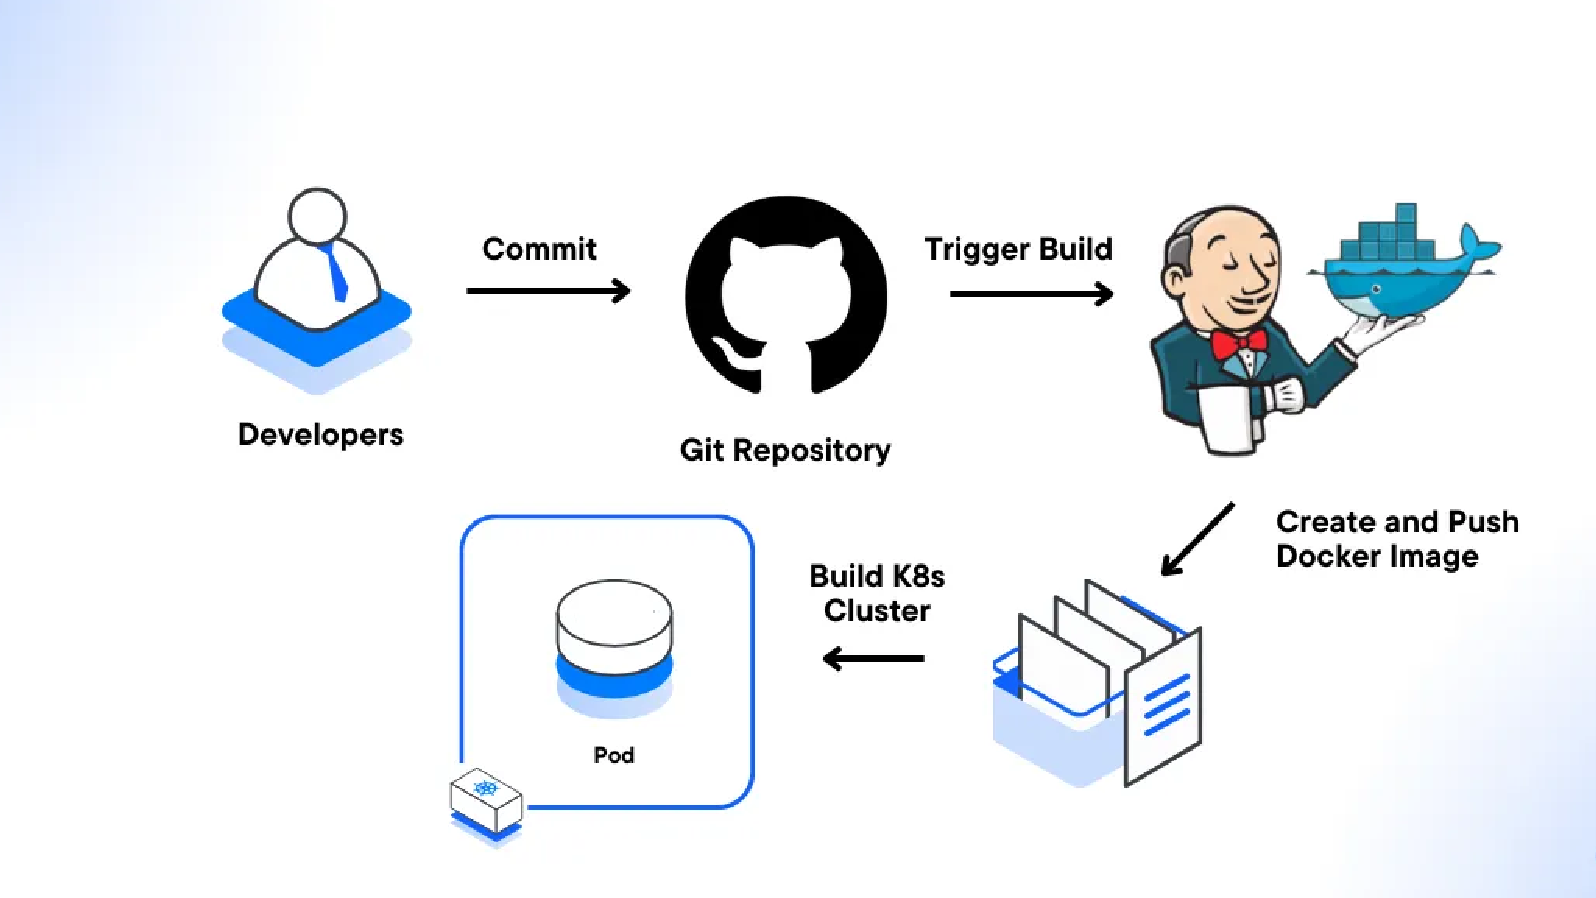 Commit
Trigger Build
Developers
Git Repository
Create and Push
Docker Image
Build K8s
Cluster
Pod